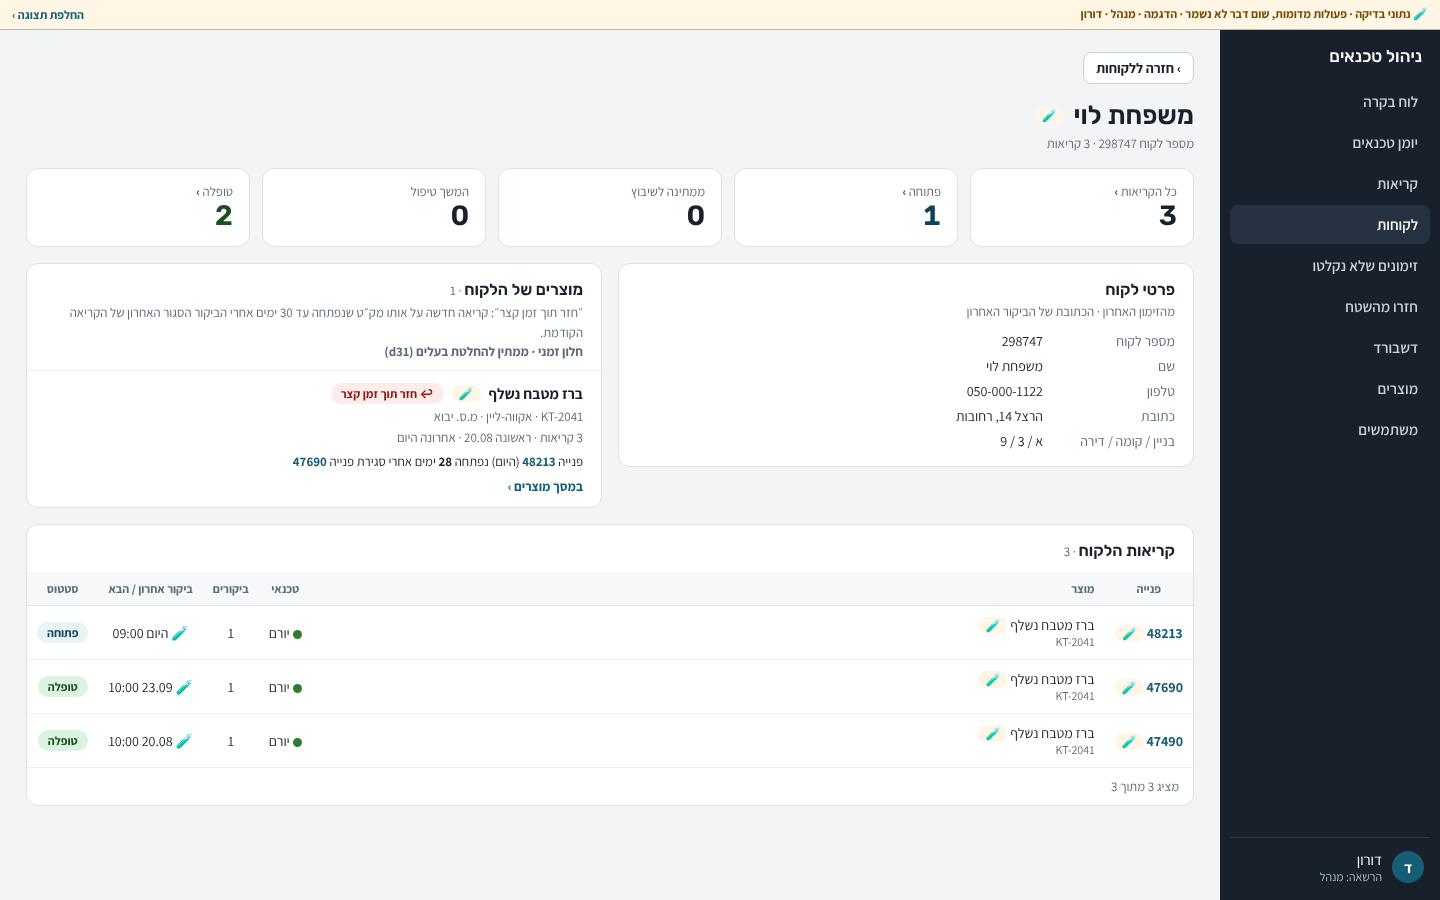 🧪 נתוני בדיקה · פעולות מדומות, שום דבר לא נשמר · הדגמה · מנהל · דורון
החלפת תצוגה ›
ניהול טכנאים
לוח בקרה
יומן טכנאים
קריאות
לקוחות
זימונים שלא נקלטו
חזרו מהשטח
דשבורד
מוצרים
משתמשים
ד
דורון
הרשאה: מנהל
› חזרה ללקוחות
משפחת לוי 🧪
מספר לקוח 298747 · 3 קריאות
כל הקריאות ›
3
פתוחה ›
1
ממתינה לשיבוץ
0
המשך טיפול
0
טופלה ›
2
פרטי לקוח
מהזימון האחרון · הכתובת של הביקור האחרון
מספר לקוח 298747
שם משפחת לוי
טלפון 050-000-1122
כתובת הרצל 14, רחובות
בניין / קומה / דירה א / 3 / 9
מוצרים של הלקוח · 1
״חזר תוך זמן קצר״: קריאה חדשה על אותו מק״ט שנפתחה עד 30 ימים אחרי הביקור הסגור האחרון של הקריאה
הקודמת.
חלון זמני · ממתין להחלטת בעלים (d31)
ברז מטבח נשלף 🧪 ↩ חזר תוך זמן קצר
KT-2041 · אקווה-ליין · מ.ס. יבוא
3 קריאות · ראשונה 20.08 · אחרונה היום
פנייה 48213 (היום) נפתחה 28 ימים אחרי סגירת פנייה 47690
במסך מוצרים ›
קריאות הלקוח · 3
פנייה מוצר טכנאי ביקורים ביקור אחרון / הבא סטטוס
48213 🧪 ברז מטבח נשלף 🧪 יורם 1 🧪 היום 09:00 פתוחה
KT-2041
47690 🧪 ברז מטבח נשלף 🧪 יורם 1 🧪 23.09 10:00 טופלה
KT-2041
47490 🧪 ברז מטבח נשלף 🧪 יורם 1 🧪 20.08 10:00 טופלה
KT-2041
מציג 3 מתוך 3